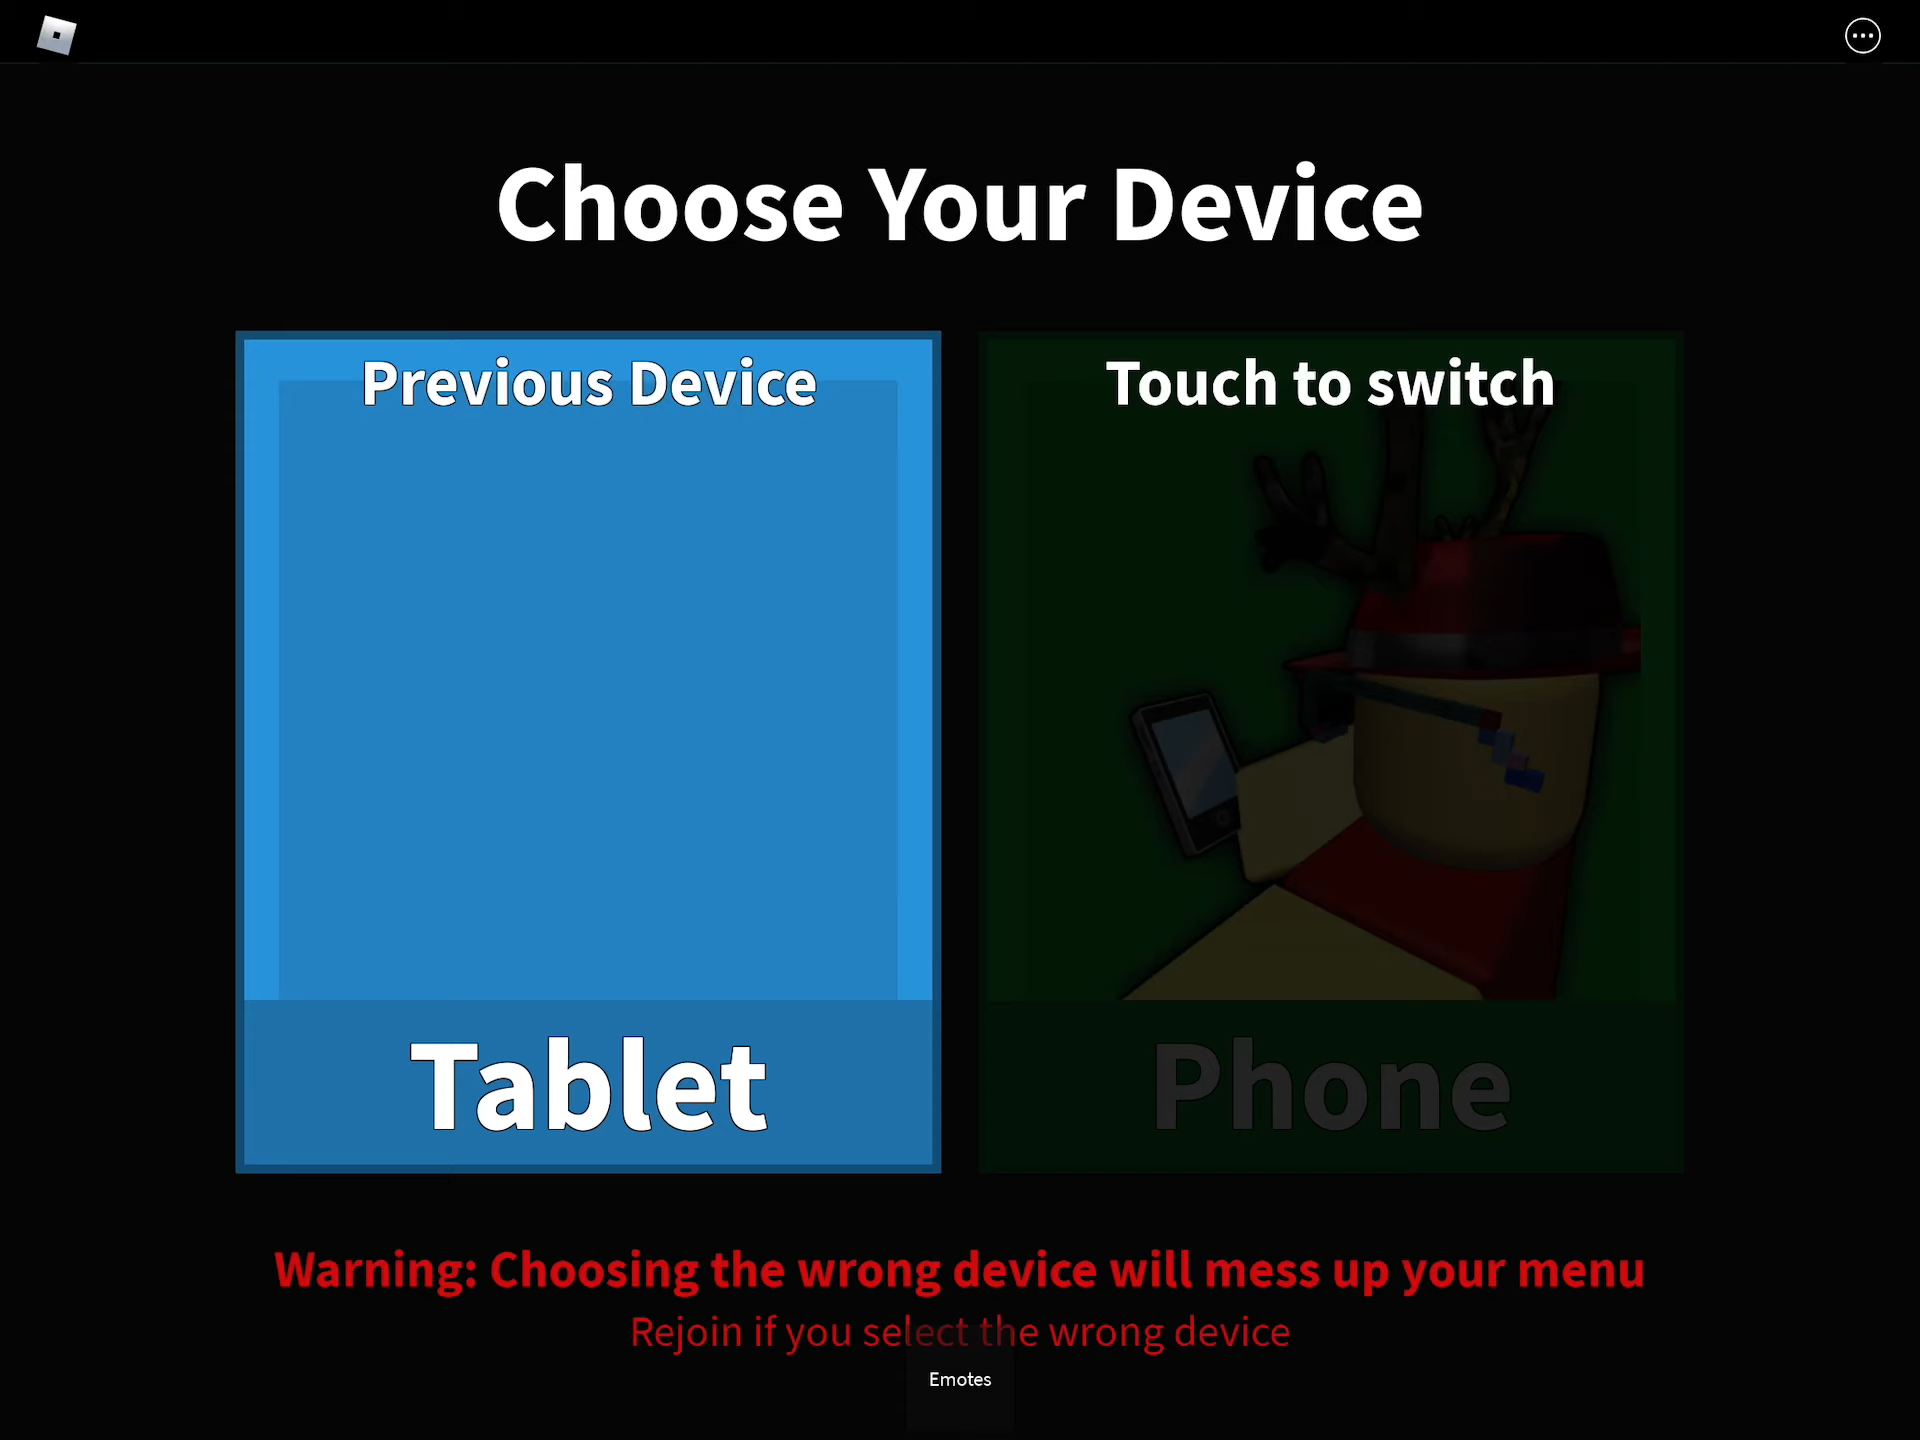 Choose Your Device
Previous Device
Touch to switch
Tablet
Phone
Warning: Choosing the wrong device will mess up your menu
Rejoin if you select the wrong device
Emotes